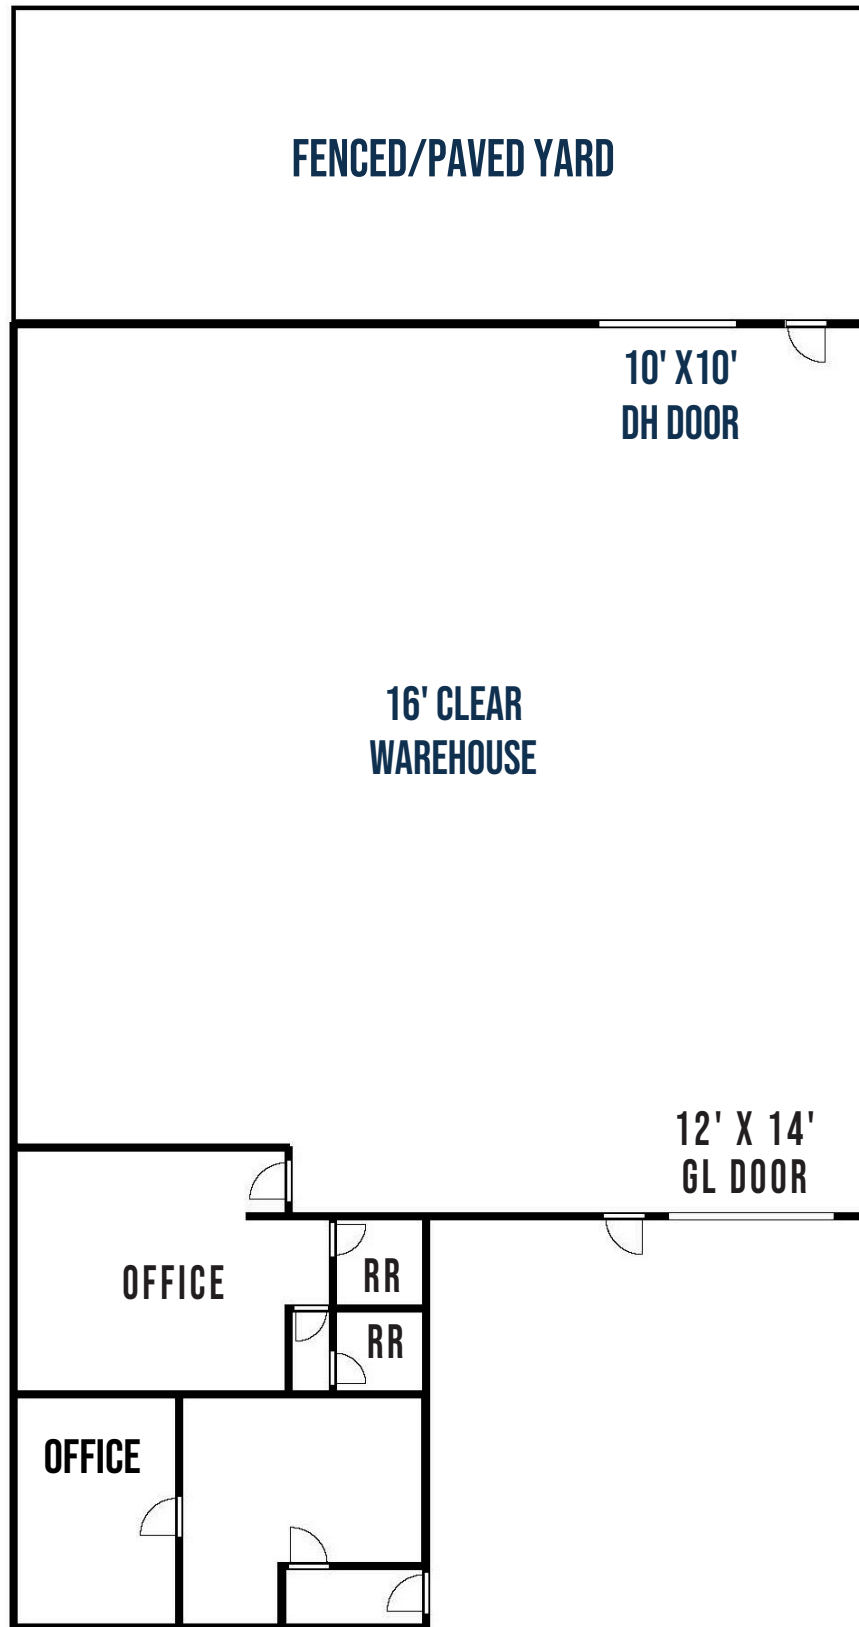 FENCED/PAVED YARD
10' X10'
DH DOOR
16' CLEAR
WAREHOUSE
12' X 14'
GL DOOR
OFFICE
RR
RR
OFFICE